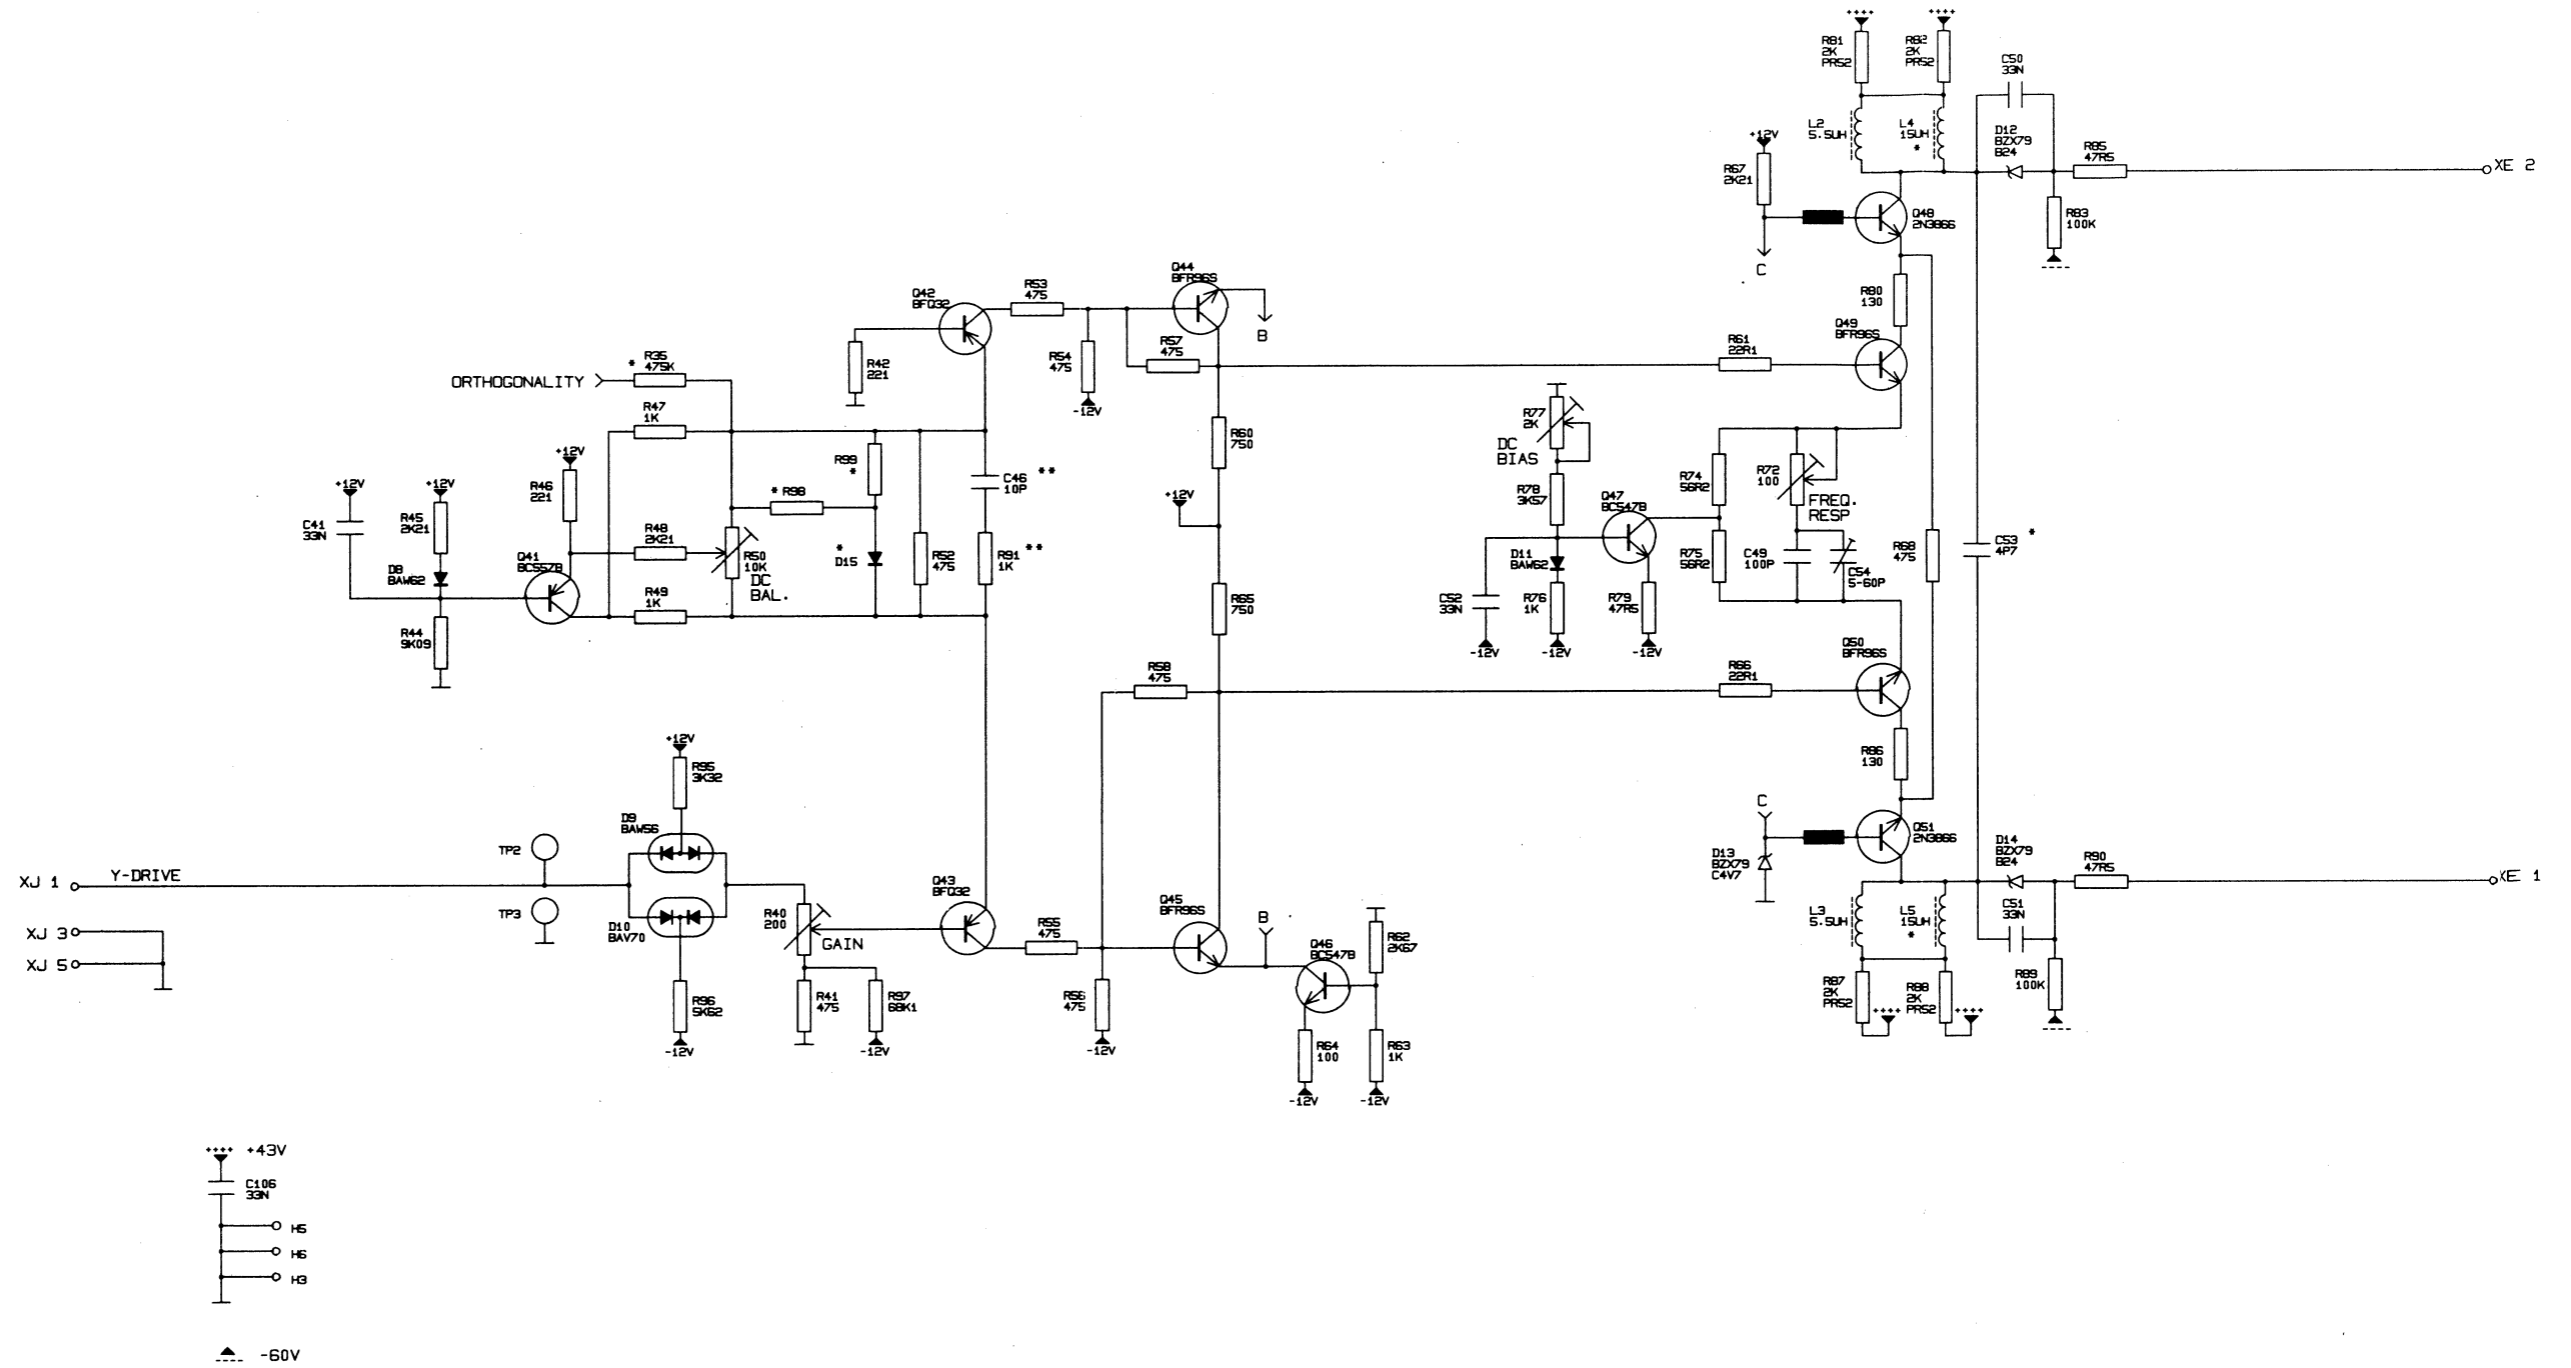 ++++
++++
R81
2K
PR52
R82
2K
PR52
C50
33N
L2
5.5UH
L4
15UH
*
D12
BZX79
B24
R85
47R5
XE 2
+12V
R67
2K21
Q48
2N3866
R83
100K
----
C
Q44
BFR96S
Q42
BFQ32
R53
475
B
R80
130
Q49
BFR96S
R42
221
R54
475
R57
475
R61
22R1
* R35
475K
ORTHOGONALITY
-12V
R47
1K
R77
2K
DC
BIAS
R60
750
+12V
R46
221
R99
*
C46 **
10P
R74
56R2
R72
100
FREQ.
RESP
+12V
+12V
* R98
+12V
R78
3K57
Q47
BC547B
C41
33N
R45
2K21
R48
2K21
Q41
BC557B
R50
10K
DC
BAL.
*
D15
R52
475
R91 **
1K
D11
BAW62
R75
56R2
C49
100P
C54
5-60P
R68
475
C53 *
4P7
D8
BAW62
R49
1K
R65
750
C52
33N
R76
1K
R79
47R5
R44
9K09
-12V
-12V
-12V
Q50
BFR96S
R58
475
R66
22R1
+12V
R95
3K32
R86
130
D9
BAW56
C
Q51
2N3866
TP2
D13
BZX79
C4V7
D14
BZX79
B24
R90
47R5
XJ 1
Y-DRIVE
XE 1
Q43
BFQ32
Q45
BFR96S
TP3
D10
BAV70
R40
200
GAIN
R55
475
B
Q46
BC547B
R62
2K67
L3
5.5UH
L5
15UH
*
C51
33N
XJ 3
XJ 5
R96
5K62
R41
475
R97
68K1
R56
475
R87
2K
PR52
R88
2K
PR52
R89
100K
++++
++++
----
-12V
-12V
-12V
R64
100
R63
1K
-12V
-12V
++++ +43V
C106
33N
H5
H6
H3
---- -60V